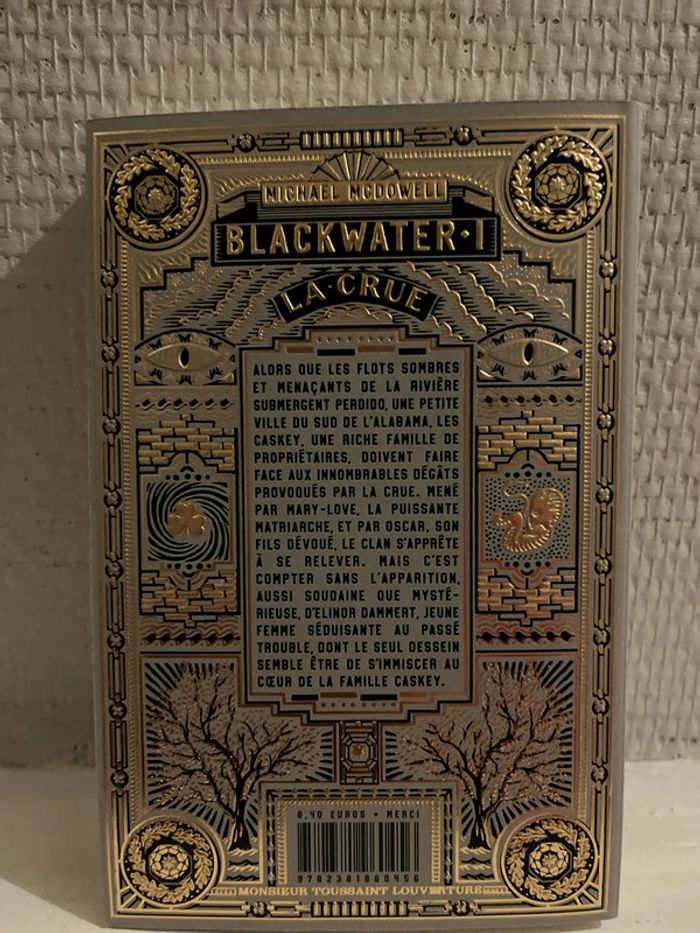 MICHAEL MCDOWELL
BLACKWATER·I
LA·CRUE
ALORS QUE LES FLOTS SOMBRES
ET MENAÇANTS DE LA RIVIÈRE
SUBMERGENT PERDIDO, UNE PETITE
VILLE DU SUD DE L'ALABAMA, LES
CASKEY, UNE RICHE FAMILLE DE
PROPRIÉTAIRES, DOIVENT FAIRE
FACE AUX INNOMBRABLES DÉGÂTS
PROVOQUÉS PAR LA CRUE. MENÉ
PAR MARY-LOVE, LA PUISSANTE
MATRIARCHE, ET PAR OSCAR, SON
FILS DÉVOUÉ, LE CLAN S'APPRÊTE
À SE RELEVER. MAIS C'EST
COMPTER SANS L'APPARITION,
AUSSI SOUDAINE QUE MYSTÉ-
RIEUSE, D'ELINOR DAMMERT, JEUNE
FEMME SÉDUISANTE AU PASSÉ
TROUBLE, DONT LE SEUL DESSEIN
SEMBLE ÊTRE DE S'IMMISCER AU
CŒUR DE LA FAMILLE CASKEY.
8,40 EUROS = MERCI
9782381960456
MONSIEUR TOUSSAINT LOUVERTURE